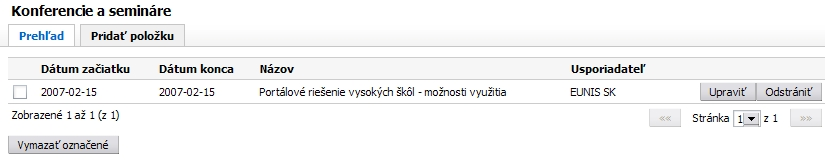 Konferencie a semináre
Prehľad Pridať položku
Dátum začiatku Dátum konca Názov Usporiadateľ
2007-02-15 2007-02-15 Portálové riešenie vysokých škôl - možnosti využitia EUNIS SK Upraviť Odstrániť
Zobrazené 1 až 1 (z 1) «« Stránka 1 z 1 »»
Vymazať označené